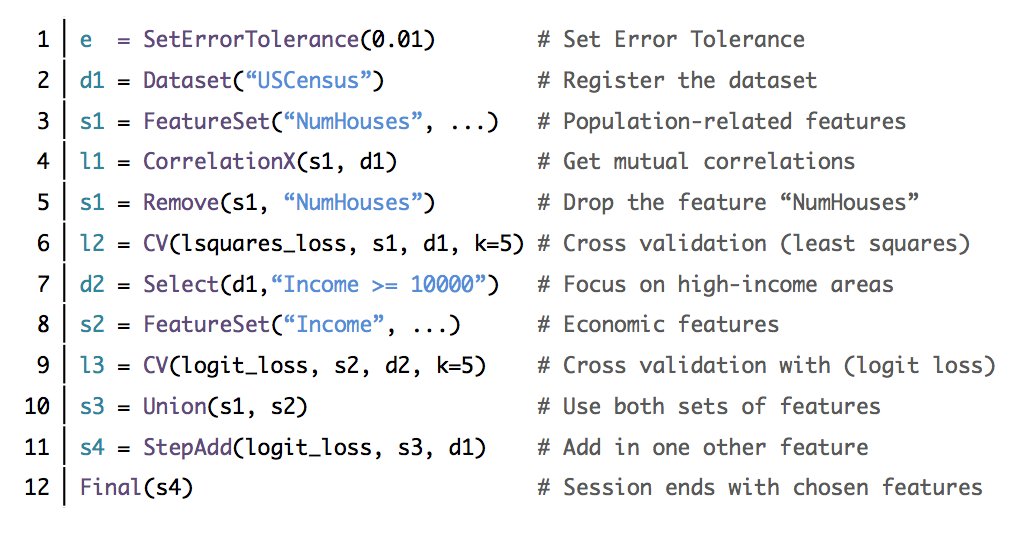 1 e = SetErrorTolerance(0.01) # Set Error Tolerance
2 d1 = Dataset(“USCensus”) # Register the dataset
3 s1 = FeatureSet(“NumHouses”, ...) # Population-related features
4 l1 = CorrelationX(s1, d1) # Get mutual correlations
5 s1 = Remove(s1, “NumHouses”) # Drop the feature “NumHouses”
6 l2 = CV(lsquares_loss, s1, d1, k=5) # Cross validation (least squares)
7 d2 = Select(d1,“Income >= 10000”) # Focus on high-income areas
8 s2 = FeatureSet(“Income”, ...) # Economic features
9 l3 = CV(logit_loss, s2, d2, k=5) # Cross validation with (logit loss)
10 s3 = Union(s1, s2) # Use both sets of features
11 s4 = StepAdd(logit_loss, s3, d1) # Add in one other feature
12 Final(s4) # Session ends with chosen features